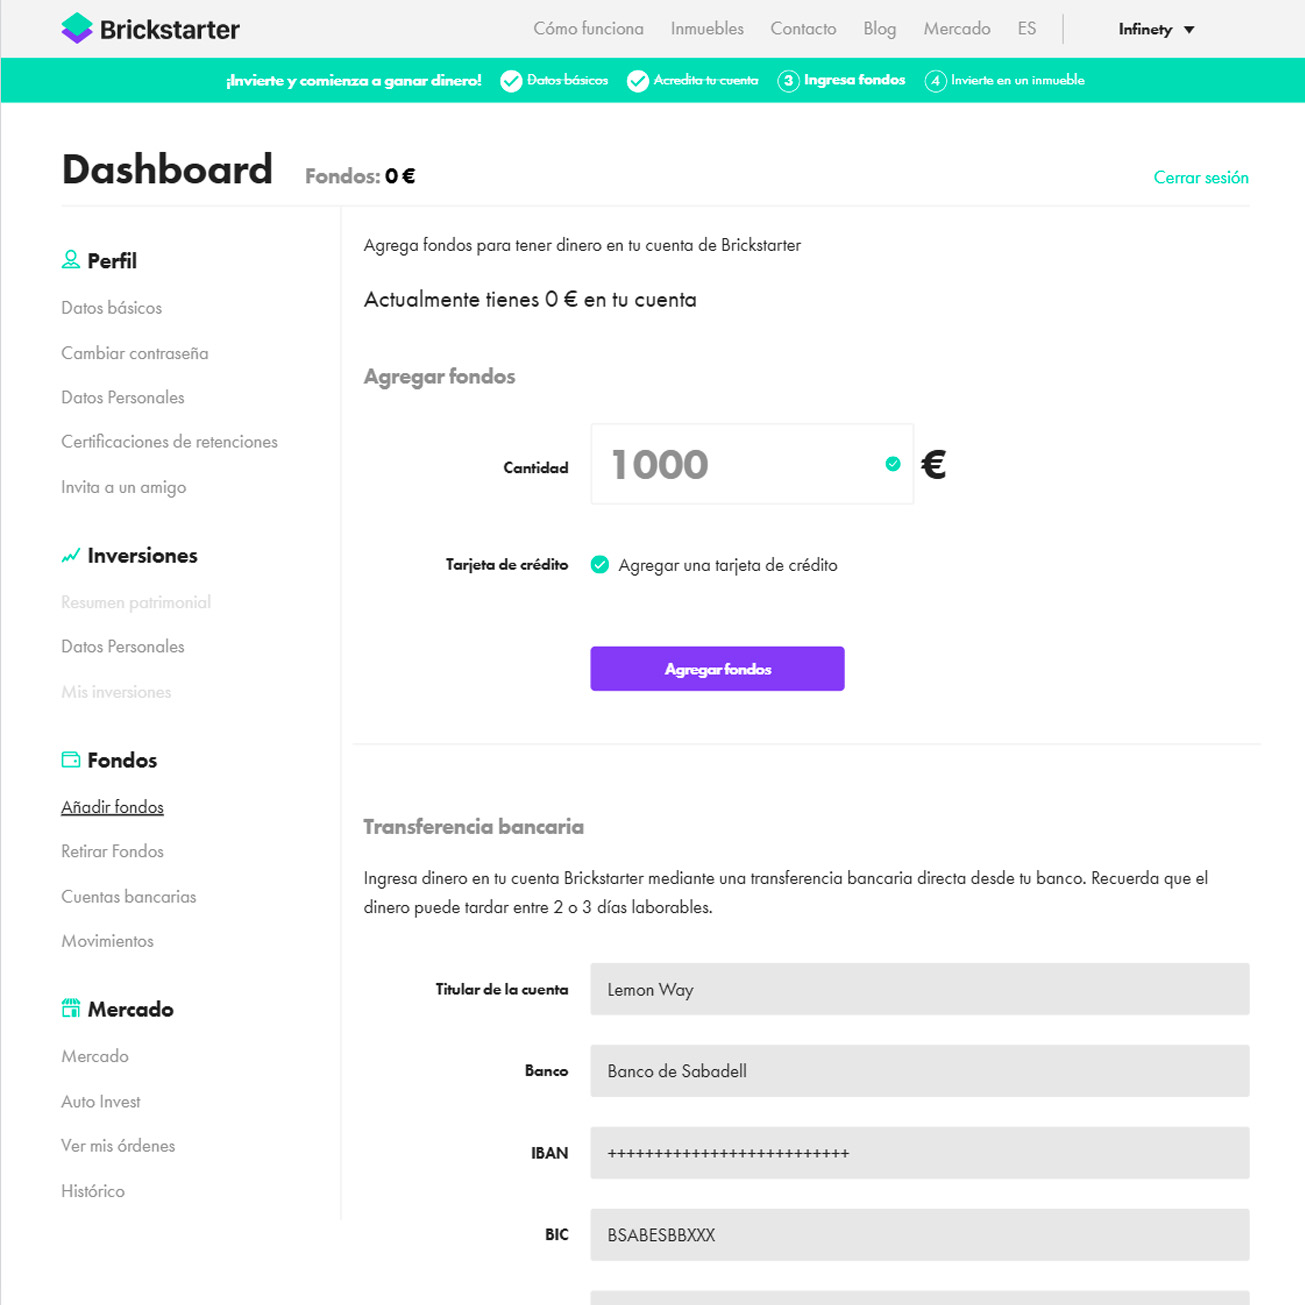 Brickstarter
Cómo funciona Inmuebles Contacto Blog Mercado ES Infinety
¡Invierte y comienza a ganar dinero! Datos básicos Acredita tu cuenta 3 Ingresa fondos 4 Invierte en un inmueble
Dashboard Fondos: 0 € Cerrar sesión
Perfil
Datos básicos
Cambiar contraseña
Datos Personales
Certificaciones de retenciones
Invita a un amigo
Inversiones
Resumen patrimonial
Datos Personales
Mis inversiones
Fondos
Añadir fondos
Retirar Fondos
Cuentas bancarias
Movimientos
Mercado
Mercado
Auto Invest
Ver mis órdenes
Histórico
Agrega fondos para tener dinero en tu cuenta de Brickstarter
Actualmente tienes 0 € en tu cuenta
Agregar fondos
Cantidad 1000 €
Tarjeta de crédito Agregar una tarjeta de crédito
Agregar fondos
Transferencia bancaria
Ingresa dinero en tu cuenta Brickstarter mediante una transferencia bancaria directa desde tu banco. Recuerda que el
dinero puede tardar entre 2 o 3 días laborables.
Titular de la cuenta Lemon Way
Banco Banco de Sabadell
IBAN ++++++++++++++++++++++++++
BIC BSABESBBXXX